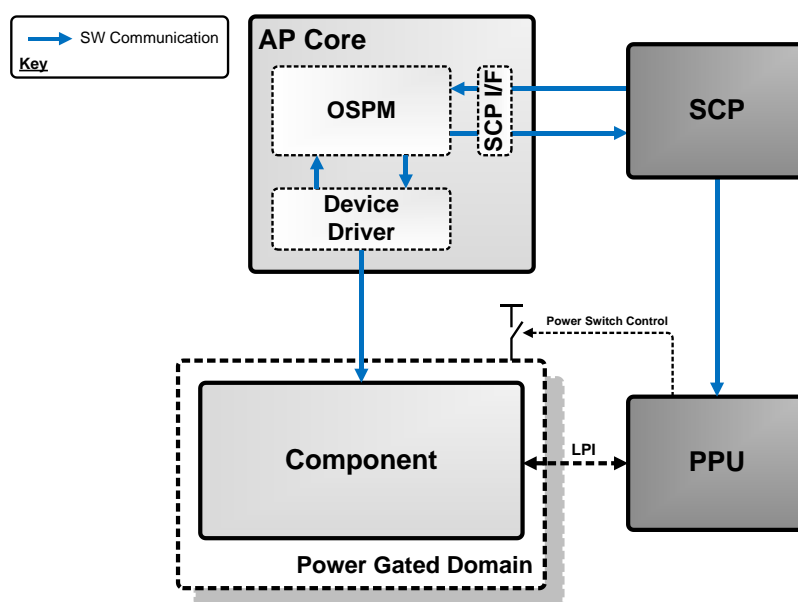 SW Communication
Key
AP Core
OSPM
SCP I/F
SCP
Device
Driver
Power Switch Control
Component
LPI
PPU
Power Gated Domain